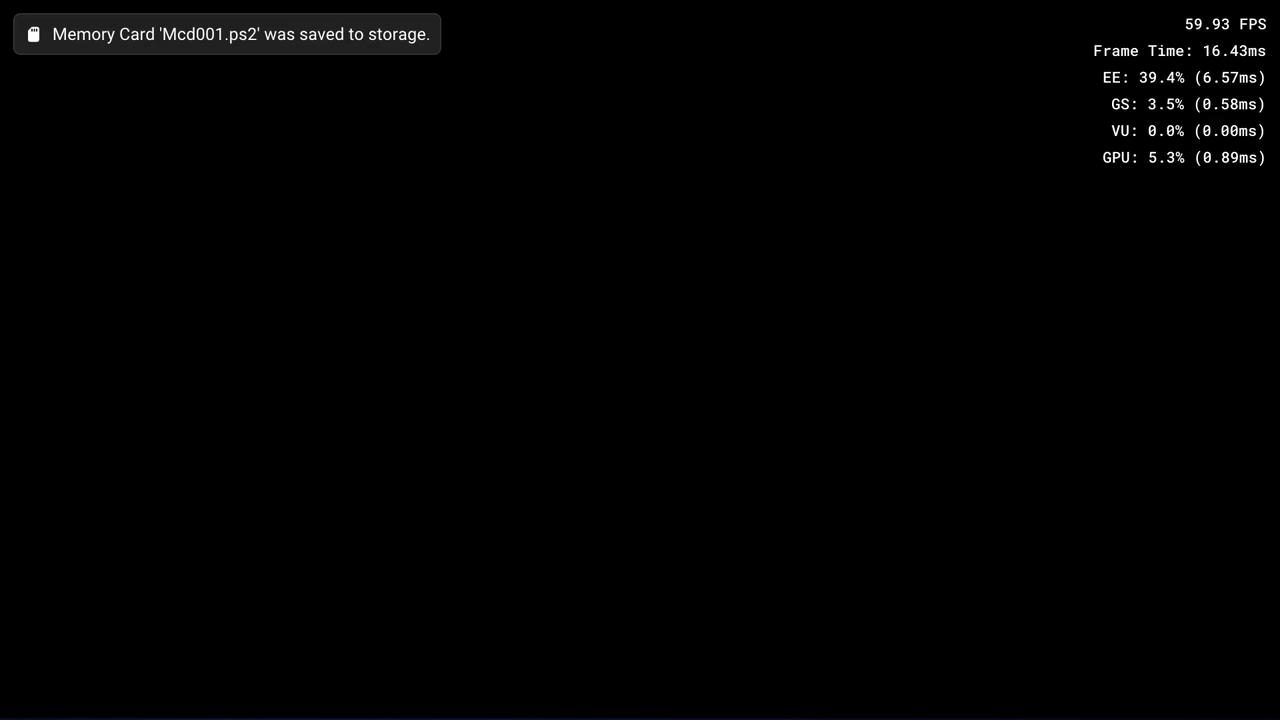 Memory Card 'Mcd001.ps2' was saved to storage.
59.93 FPS
Frame Time: 16.43ms
EE: 39.4% (6.57ms)
GS: 3.5% (0.58ms)
VU: 0.0% (0.00ms)
GPU: 5.3% (0.89ms)